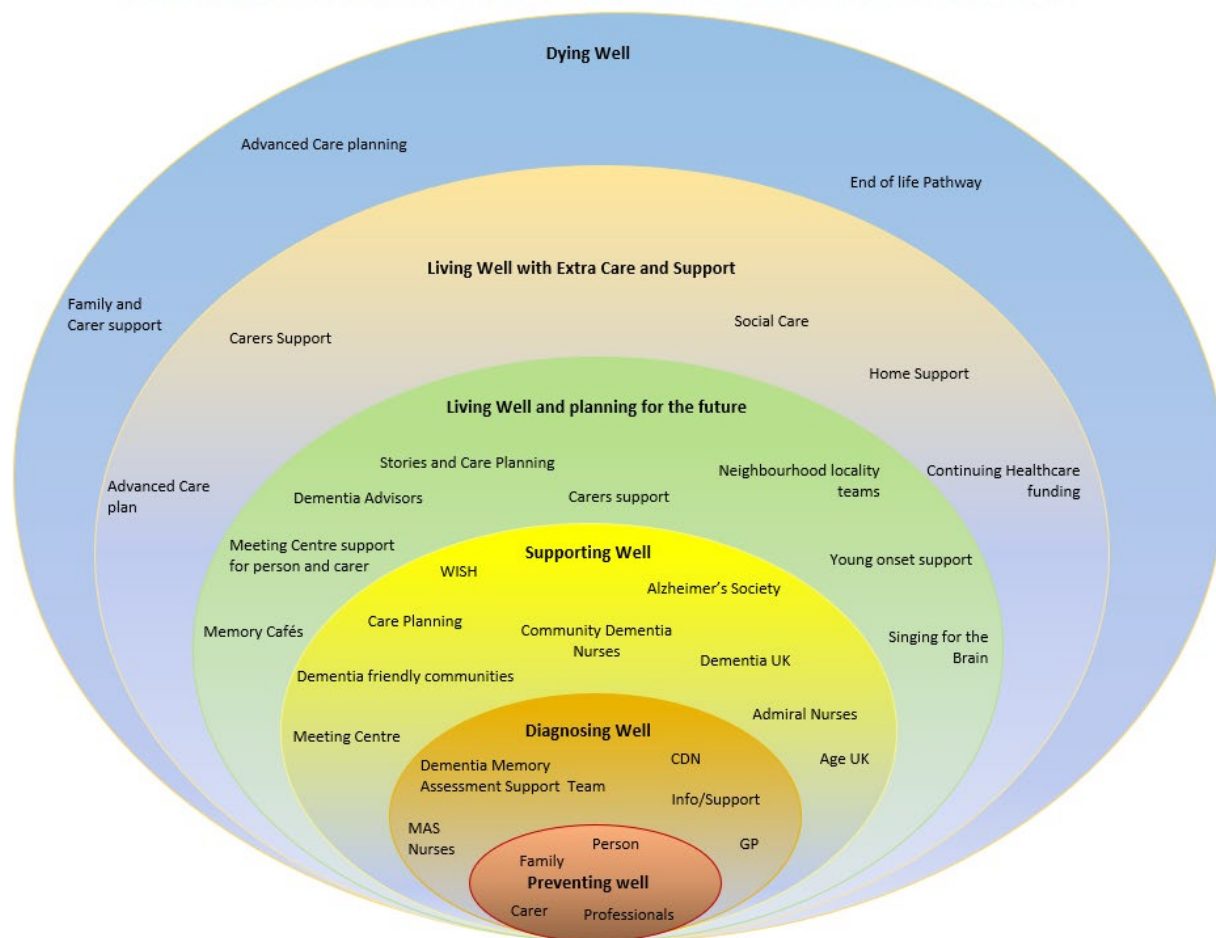 Dying Well
Advanced Care planning
End of life Pathway
Living Well with Extra Care and Support
Family and
Carer support
Social Care
Carers Support
Home Support
Living Well and planning for the future
Stories and Care Planning
Neighbourhood locality
teams
Continuing Healthcare
funding
Advanced Care
plan
Dementia Advisors
Carers support
Meeting Centre support
for person and carer
Supporting Well
Young onset support
WISH
Alzheimer’s Society
Care Planning
Memory Cafés
Community Dementia
Nurses
Singing for the
Brain
Dementia UK
Dementia friendly communities
Admiral Nurses
Meeting Centre
Diagnosing Well
Age UK
Dementia Memory
Assessment Support Team
CDN
Info/Support
MAS
Nurses
GP
Person
Family
Preventing well
Carer
Professionals